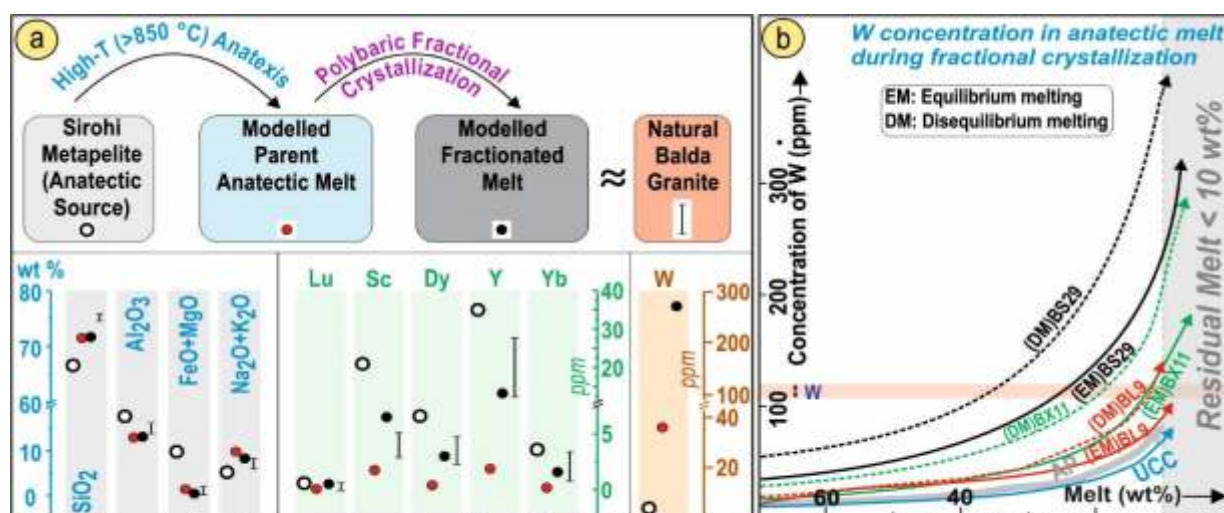 a
High-T (>850 °C) Anatexis
Polybaric Fractional
Crystallization
Sirohi
Metapelite
(Anatectic
Source)
Modelled
Parent
Anatectic Melt
Modelled
Fractionated
Melt
≈
Natural
Balda
Granite
wt %
80
70
60
10
0
SiO2
Al2O3
FeO+MgO
Na2O+K2O
Lu
Sc
Dy
Y
Yb
40
30
20
5
0
ppm
W
300
200
100
40
20
ppm
b
W concentration in anatectic melt
during fractional crystallization
EM: Equilibrium melting
DM: Disequilibrium melting
Concentration of W (ppm)
300
200
100
W
(DM)BS29
(EM)BS29
(DM)BX11
(DM)BL9
(EM)BX11
(EM)BL9
UCC
Residual Melt < 10 wt%
60
40
Melt (wt%)